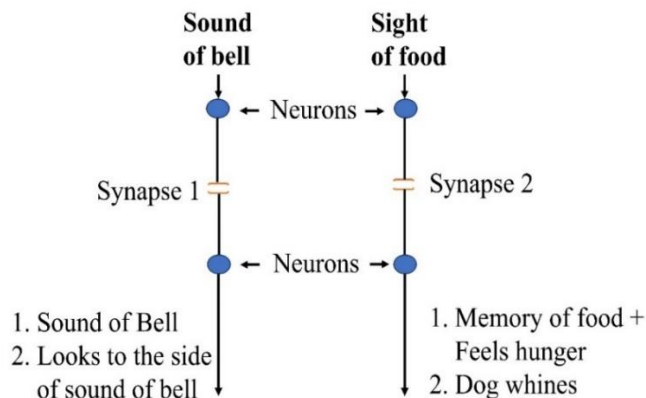 Sound
of bell
Sight
of food
Neurons
Synapse 1
Synapse 2
Neurons
1. Sound of Bell
2. Looks to the side
of sound of bell
1. Memory of food +
Feels hunger
2. Dog whines